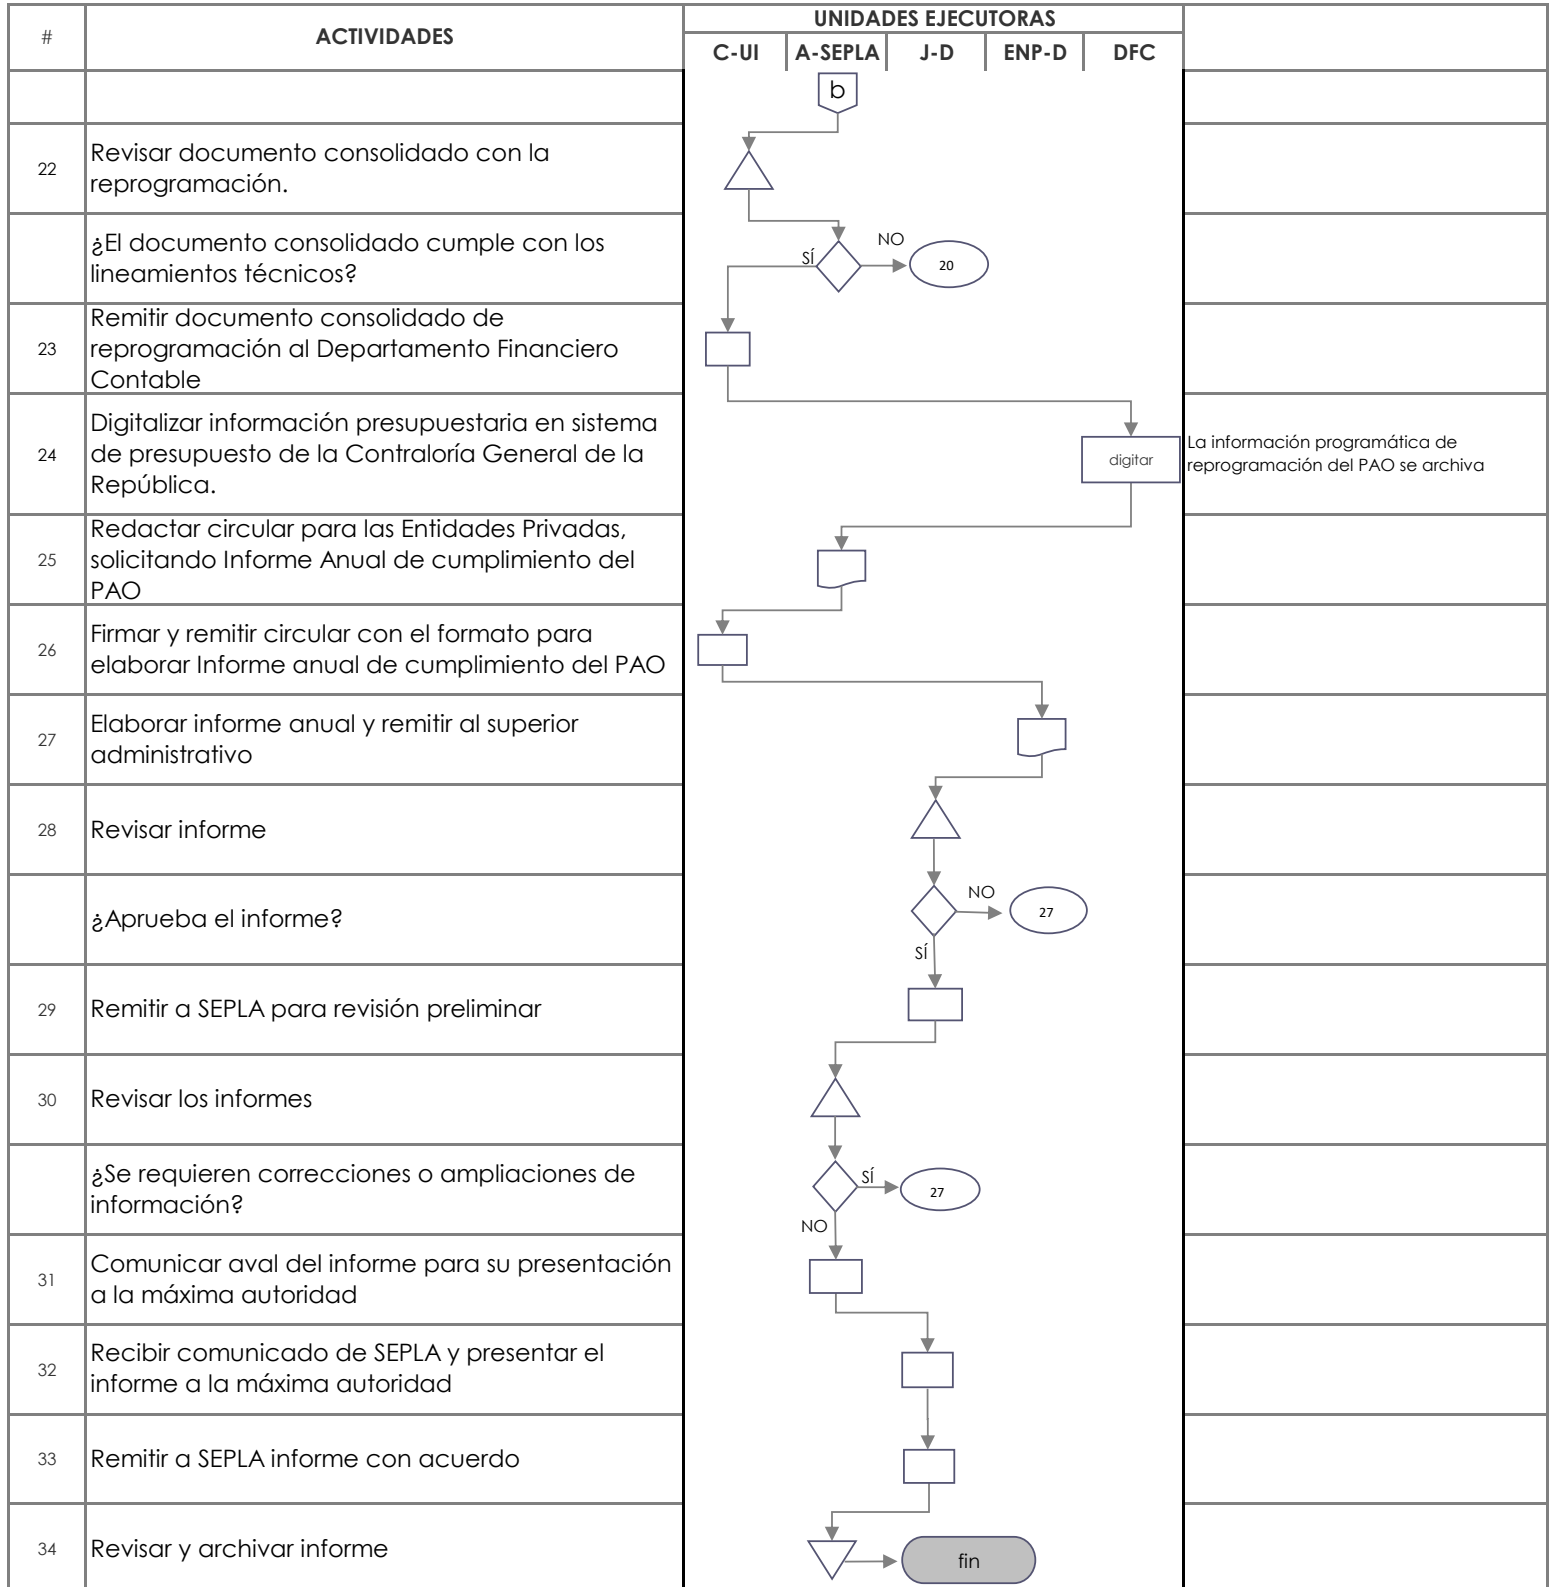 # ACTIVIDADES UNIDADES EJECUTORAS
C-UI A-SEPLA J-D ENP-D DFC
b
22 Revisar documento consolidado con la
reprogramación.
¿El documento consolidado cumple con los
lineamientos técnicos?
SÍ NO 20
23 Remitir documento consolidado de
reprogramación al Departamento Financiero
Contable
24 Digitalizar información presupuestaria en sistema
de presupuesto de la Contraloría General de la
República.
digitar
La información programática de
reprogramación del PAO se archiva
25 Redactar circular para las Entidades Privadas,
solicitando Informe Anual de cumplimiento del
PAO
26 Firmar y remitir circular con el formato para
elaborar Informe anual de cumplimiento del PAO
27 Elaborar informe anual y remitir al superior
administrativo
28 Revisar informe
¿Aprueba el informe?
NO 27
SÍ
29 Remitir a SEPLA para revisión preliminar
30 Revisar los informes
¿Se requieren correcciones o ampliaciones de
información?
SÍ 27
NO
31 Comunicar aval del informe para su presentación
a la máxima autoridad
32 Recibir comunicado de SEPLA y presentar el
informe a la máxima autoridad
33 Remitir a SEPLA informe con acuerdo
34 Revisar y archivar informe
fin